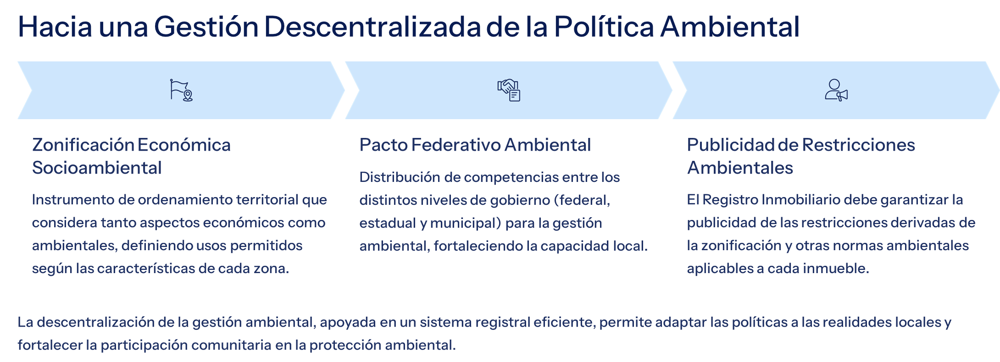 Hacia una Gestión Descentralizada de la Política Ambiental
Zonificación Económica
Socioambiental
Instrumento de ordenamiento territorial que
considera tanto aspectos económicos como
ambientales, definiendo usos permitidos
según las características de cada zona.
Pacto Federativo Ambiental
Distribución de competencias entre los
distintos niveles de gobierno (federal,
estadual y municipal) para la gestión
ambiental, fortaleciendo la capacidad local.
Publicidad de Restricciones
Ambientales
El Registro Inmobiliario debe garantizar la
publicidad de las restricciones derivadas de
la zonificación y otras normas ambientales
aplicables a cada inmueble.
La descentralización de la gestión ambiental, apoyada en un sistema registral eficiente, permite adaptar las políticas a las realidades locales y
fortalecer la participación comunitaria en la protección ambiental.